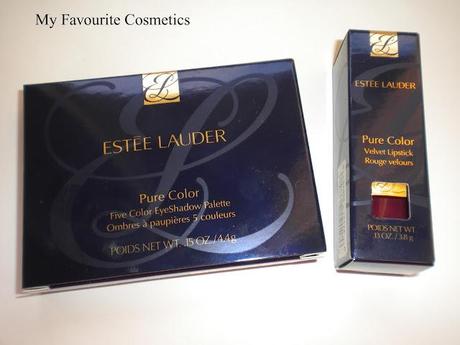 My Favourite Cosmetics
ESTĒE LAUDER
Pure Color
Five Color EyeShadow Palette
Ombres à paupières 5 couleurs
POIDS NET WT. .15 OZ./4.4g
ESTĒE LAUDER
Pure Color
Velvet Lipstick
Rouge velours
POIDS NET WT.
.13 OZ./3.8g